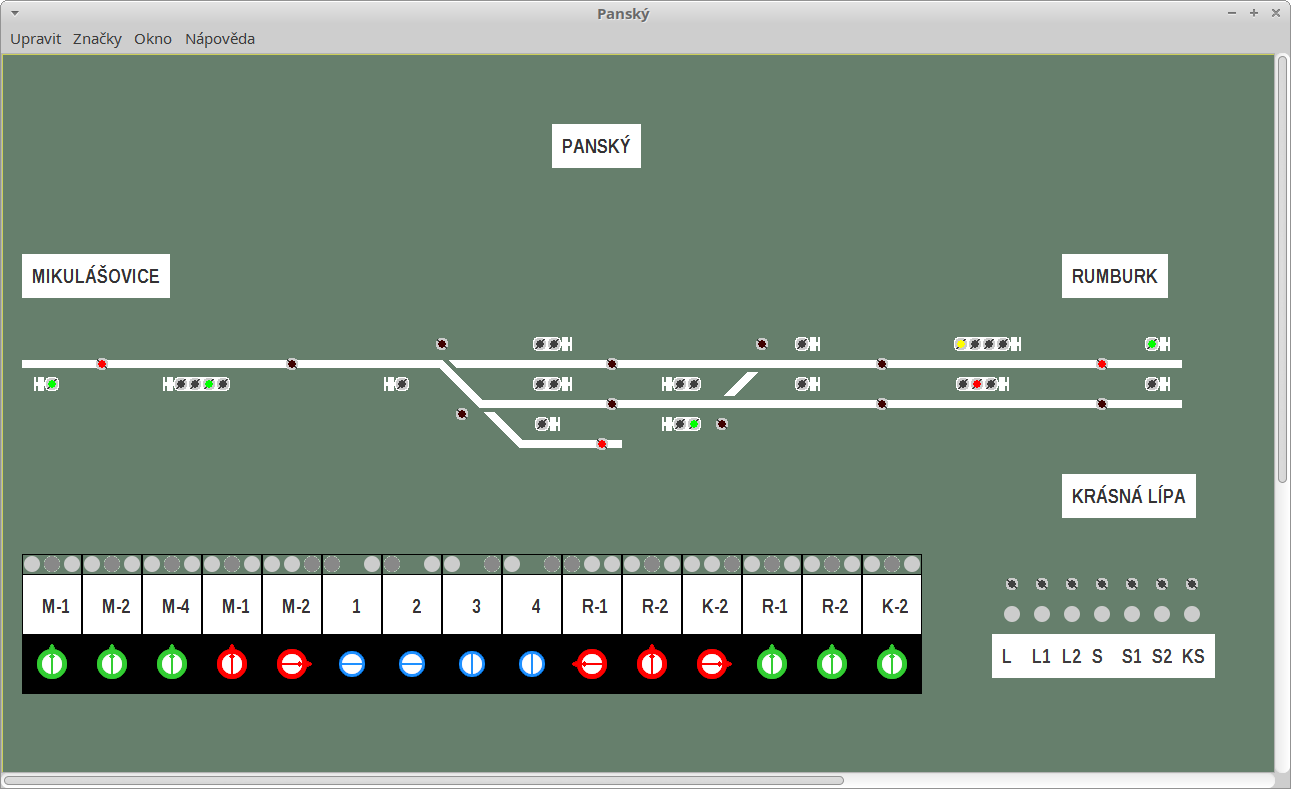 Panský
Upravit Značky Okno Nápověda
PANSKÝ
MIKULÁŠOVICE
RUMBURK
KRÁSNÁ LÍPA
M-1 M-2 M-4 M-1 M-2 1 2 3 4 R-1 R-2 K-2 R-1 R-2 K-2
L L1 L2 S S1 S2 KS